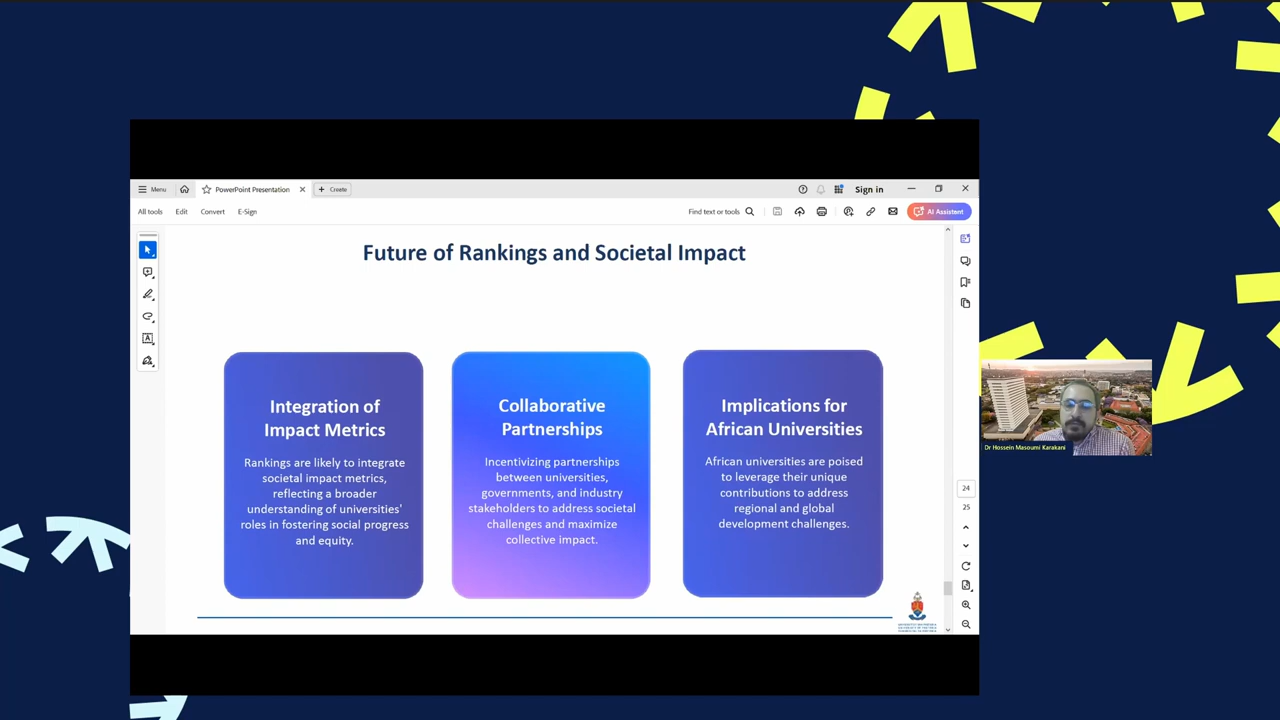 Menu
PowerPoint Presentation
Create
Sign in
All tools
Edit
Convert
E-Sign
Find text or tools
AI Assistant
Future of Rankings and Societal Impact
Integration of
Impact Metrics
Rankings are likely to integrate
societal impact metrics,
reflecting a broader
understanding of universities'
roles in fostering social progress
and equity.
Collaborative
Partnerships
Incentivizing partnerships
between universities,
governments, and industry
stakeholders to address societal
challenges and maximize
collective impact.
Implications for
African Universities
African universities are poised
to leverage their unique
contributions to address
regional and global
development challenges.
24
25
Dr Hossein Masoumi Karakani